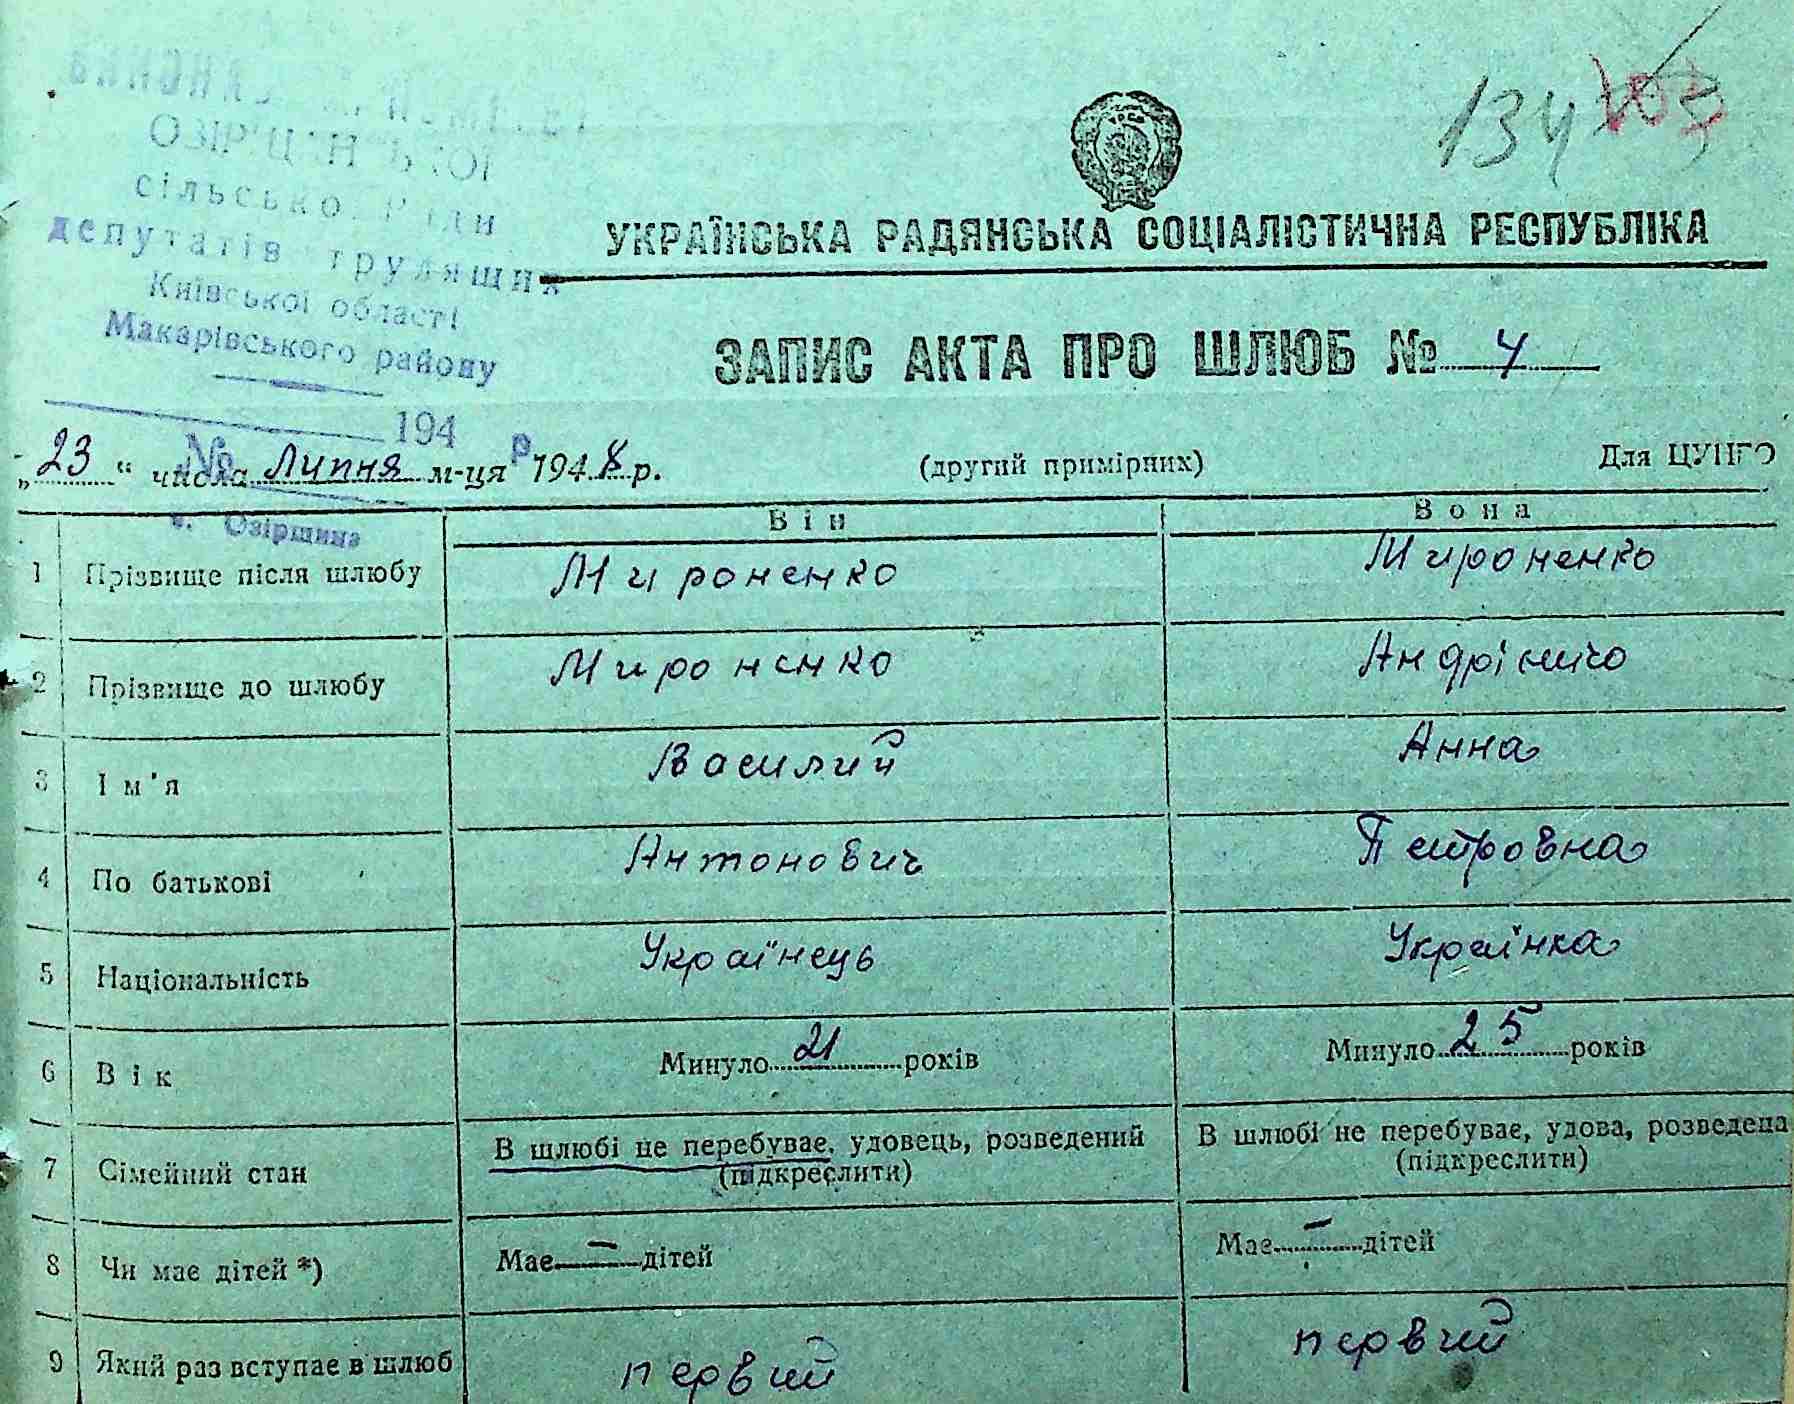 ОЗІРЩАНСЬКОЇ
сільської Ради
депутатів трудящих
Київської області
Макарівського району
194 р
№
с. Озірщина
134
УКРАЇНСЬКА РАДЯНСЬКА СОЦІАЛІСТИЧНА РЕСПУБЛІКА
ЗАПИС АКТА ПРО ШЛЮБ № 4
„23“ числа Липня м-ця 1948 р. (другий примірник) Для ЦУНГО
Він Вона
1 Прізвище після шлюбу Мироненко Мироненко
2 Прізвище до шлюбу Мироненко
3 Ім'я Василий Анна
4 По батькові Антонович Петровна
5 Національність Українець Українка
6 Вік Минуло 21 років Минуло 25 років
7 Сімейний стан В шлюбі не перебуває, удовець, розведений (підкреслити) В шлюбі не перебуває, удова, розведена (підкреслити)
8 Чи має дітей *) Має — дітей Має — дітей
9 Який раз вступає в шлюб первий первий